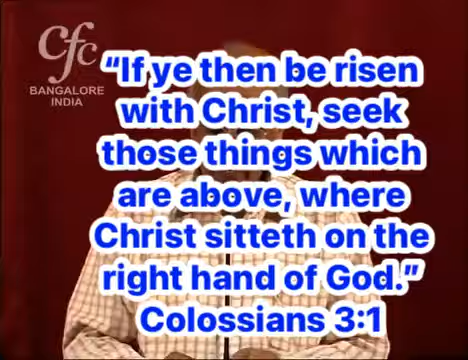 cfc
BANGALORE
INDIA
“If ye then be risen
with Christ, seek
those things which
are above, where
Christ sitteth on the
right hand of God.”
Colossians 3:1